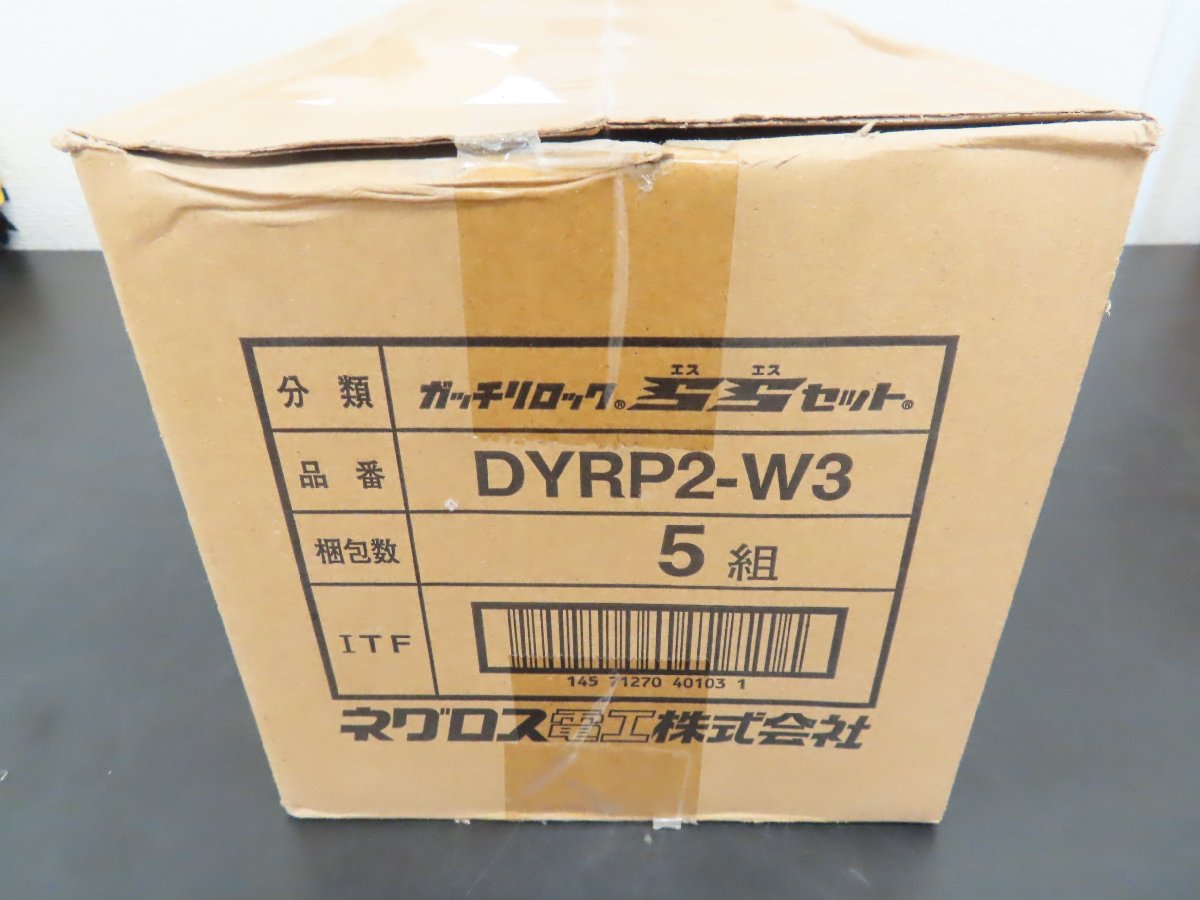 エス エス
分類 ガッチリロック® SSセット®
品番 DYRP2-W3
梱包数 5組
ITF
145 71270 40103 1
ネグロス電工株式会社